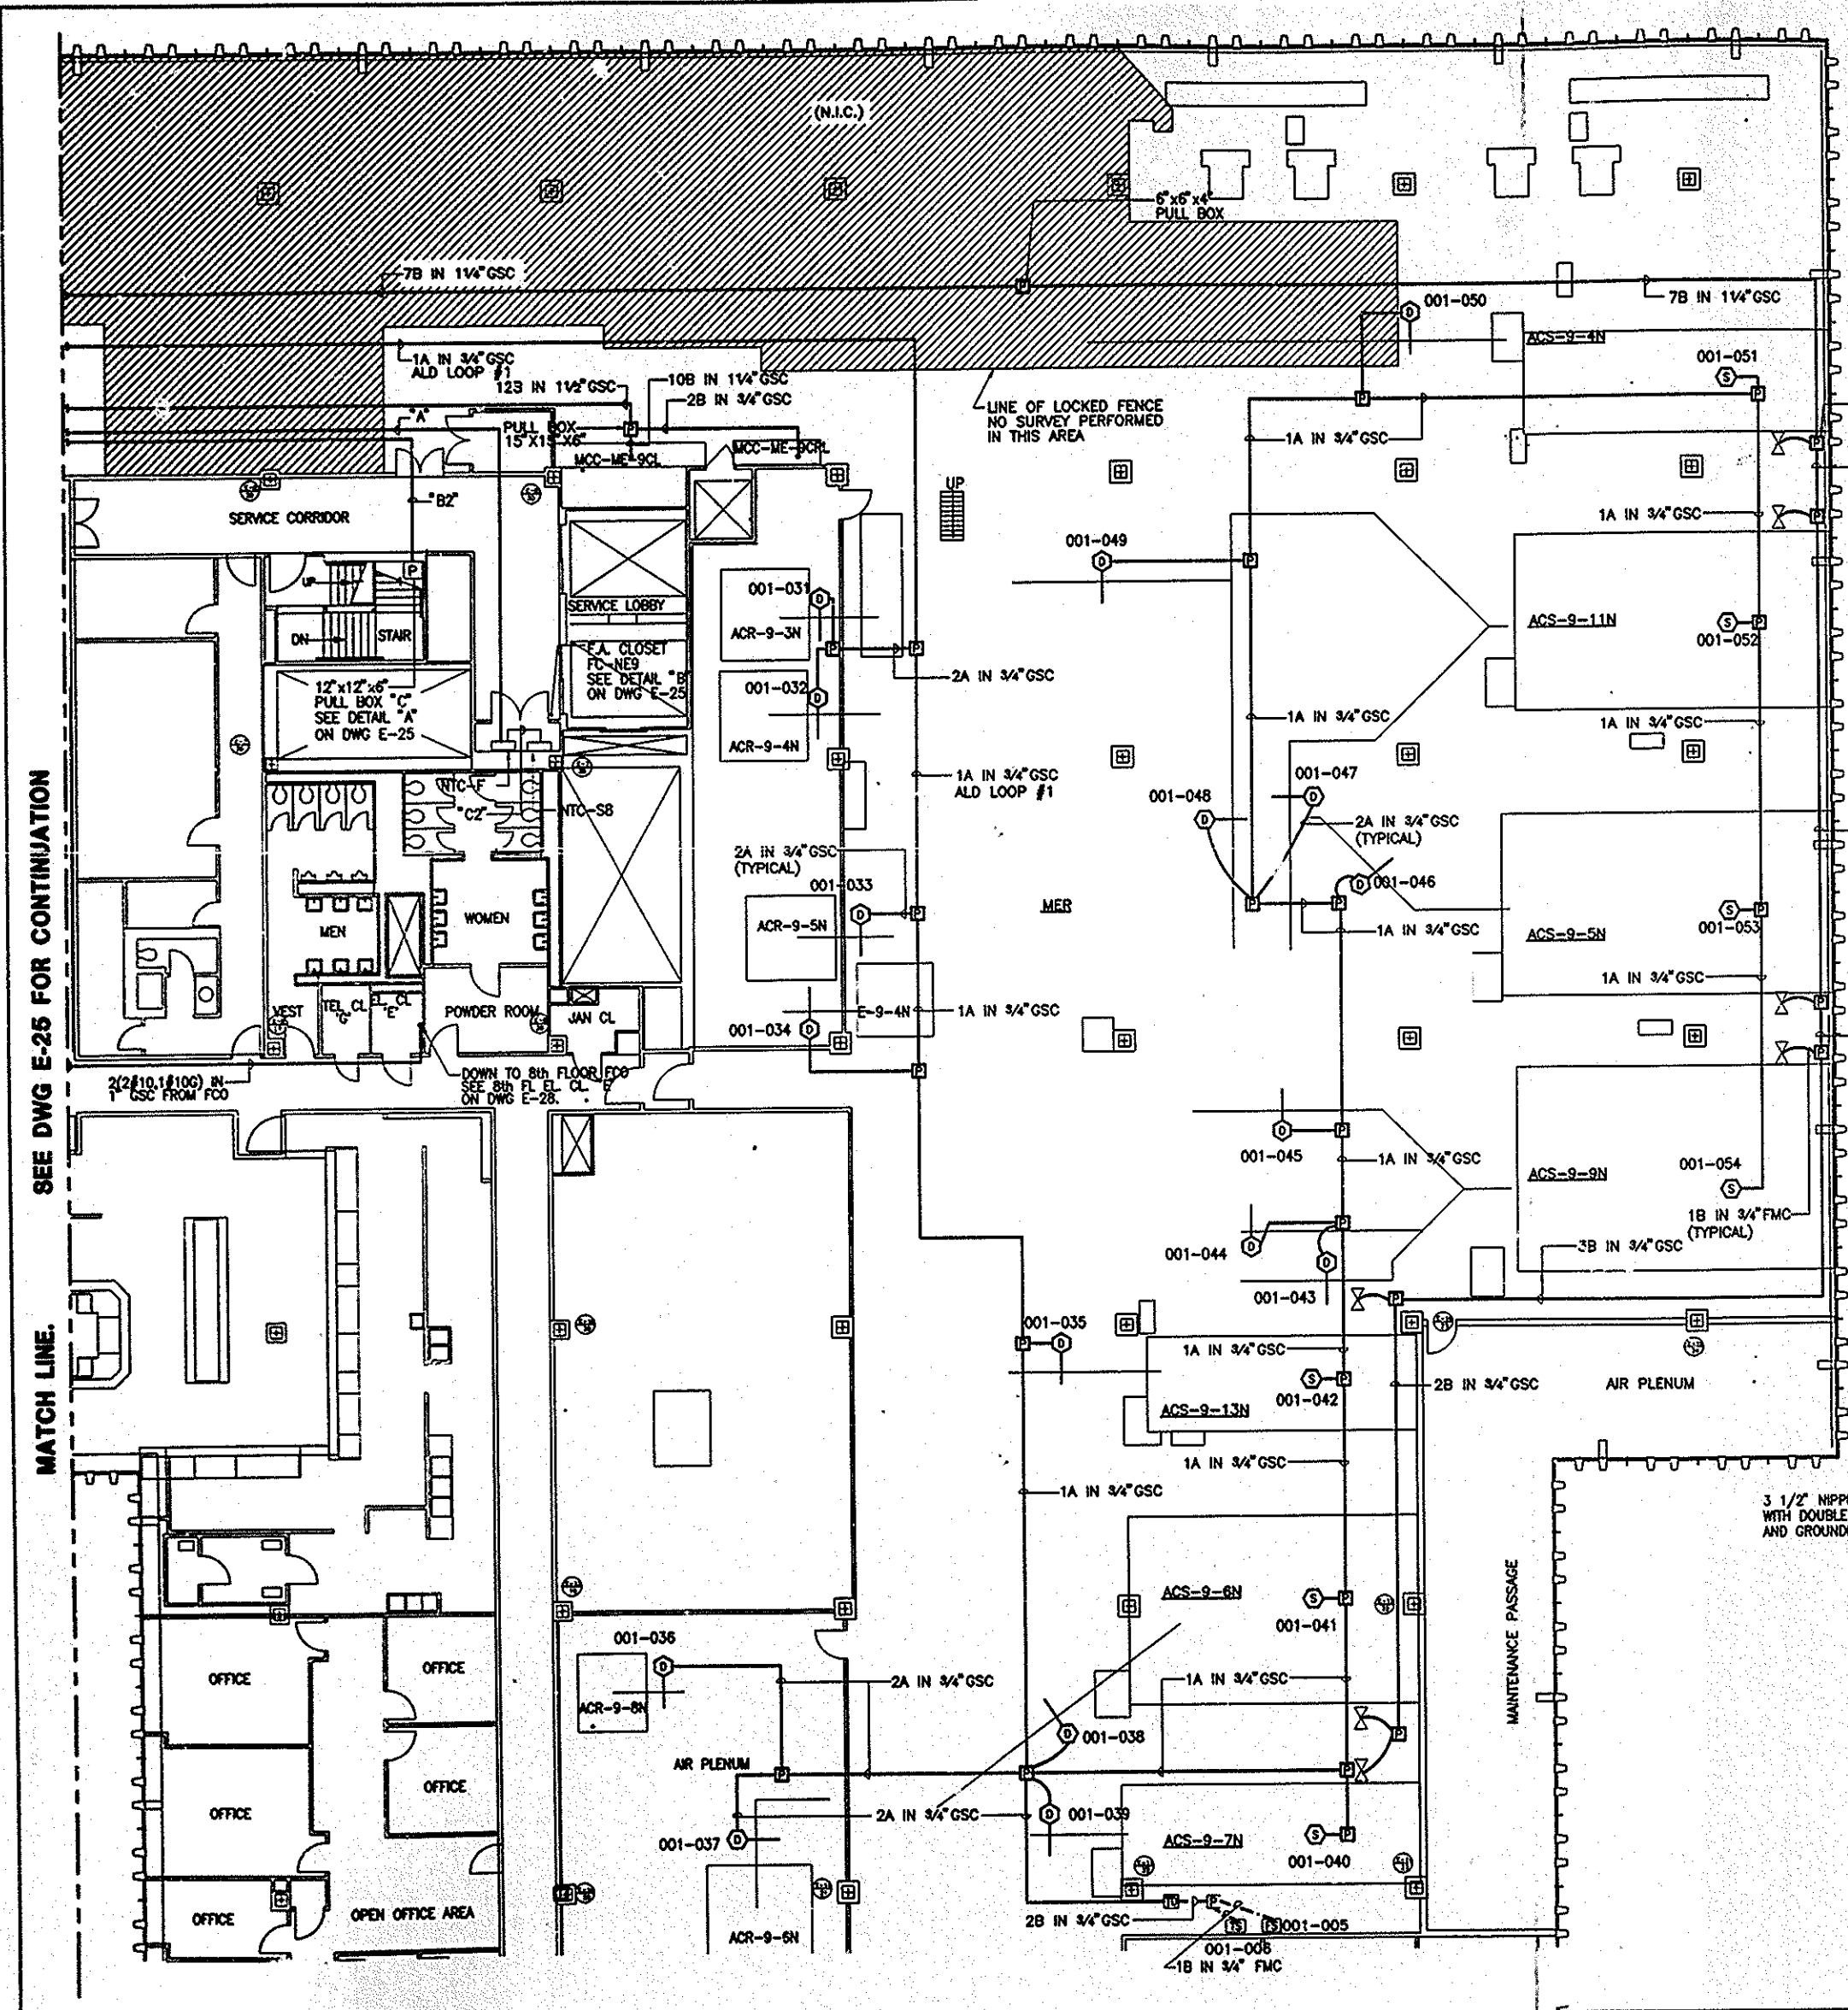 (N.I.C.)
6"x6"x4"
PULL BOX
7B IN 1 1/4" GSC
7B IN 1 1/4" GSC
001-050
ACS-9-4N
001-051
S
1A IN 3/4" GSC
ALD LOOP #1
123 IN 1 1/2" GSC
10B IN 1 1/4" GSC
2B IN 3/4" GSC
"A"
PULL BOX
15"X15"X6"
LINE OF LOCKED FENCE
NO SURVEY PERFORMED
IN THIS AREA
1A IN 3/4" GSC
MCC-ME-9CL
MCC-ME-9CPL
"B2"
SERVICE CORRIDOR
UP
1A IN 3/4" GSC
001-049
D
UP
P
SERVICE LOBBY
001-031
D
ACR-9-3N
ACS-9-11N
S
001-052
DN
STAIR
F.A. CLOSET
FC-NE9
SEE DETAIL "B"
ON DWG E-25
12"x12"x6"
PULL BOX "C"
SEE DETAIL "A"
ON DWG E-25
001-032
D
2A IN 3/4" GSC
1A IN 3/4" GSC
1A IN 3/4" GSC
ACR-9-4N
1A IN 3/4" GSC
ALD LOOP #1
001-047
D
001-048
D
NTC-F
"C2"
NTC-S8
2A IN 3/4" GSC
(TYPICAL)
2A IN 3/4" GSC
(TYPICAL)
001-033
D
001-046
D
MER
WOMEN
MEN
ACR-9-5N
1A IN 3/4" GSC
ACS-9-5N
S
001-053
1A IN 3/4" GSC
VEST
TEL. CL
"G"
EL. CL
"E"
POWDER ROOM
JAN CL
001-034
D
E-9-4N
1A IN 3/4" GSC
2(2#10,1#10G) IN
1" GSC FROM FCO
DOWN TO 8th FLOOR FCO
SEE 8th FL EL. CL. E
ON DWG E-28.
SEE DWG E-25 FOR CONTINUATION
MATCH LINE.
001-045
D
1A IN 3/4" GSC
ACS-9-9N
001-054
S
1B IN 3/4" FMC
(TYPICAL)
001-044
D
3B IN 3/4" GSC
001-043
D
001-035
D
1A IN 3/4" GSC
S
001-042
ACS-9-13N
2B IN 3/4" GSC
AIR PLENUM
1A IN 3/4" GSC
1A IN 3/4" GSC
3 1/2" NIPP
WITH DOUBLE
AND GROUND
MAINTENANCE PASSAGE
ACS-9-6N
S
001-041
001-036
D
OFFICE
OFFICE
ACR-9-8N
2A IN 3/4" GSC
1A IN 3/4" GSC
001-038
D
AIR PLENUM
OFFICE
OFFICE
2A IN 3/4" GSC
001-039
D
001-037
D
ACS-9-7N
S
001-040
OFFICE
OPEN OFFICE AREA
ACR-9-6N
2B IN 3/4" GSC
TS
001-005
001-006
1B IN 3/4" FMC